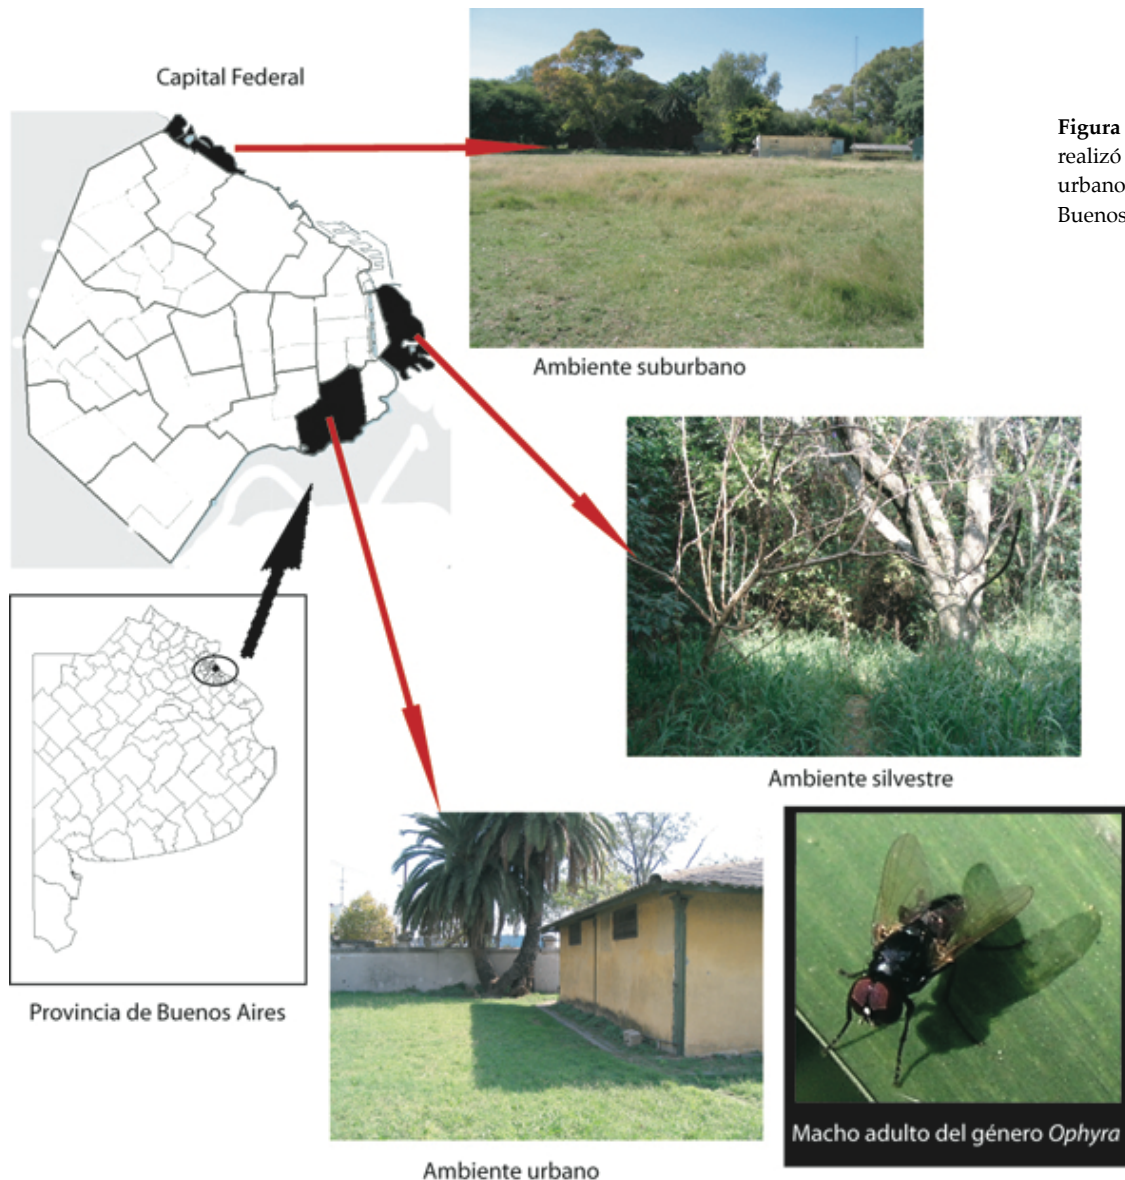 Capital Federal
Figura
realizó
urbano
Buenos
Ambiente suburbano
Ambiente silvestre
Provincia de Buenos Aires
Macho adulto del género Ophyra
Ambiente urbano